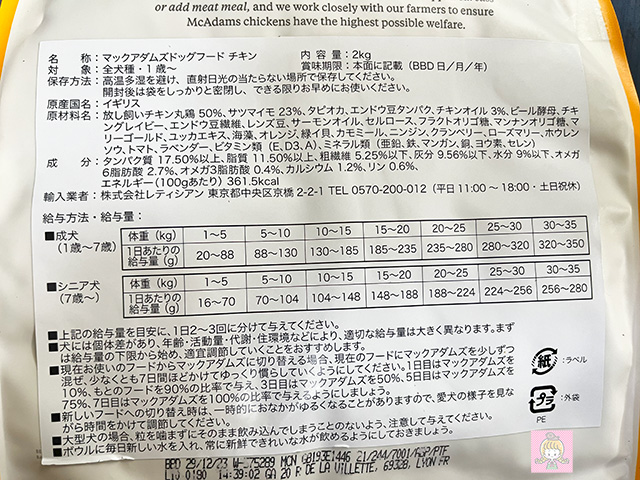 or add meat meal, and we work closely with our farmers to ensure
McAdams chickens have the highest possible welfare.
名 称:マックアダムズドッグフード チキン 内 容 量:2kg
対 象:全犬種・1歳〜 賞味期限:本面に記載(BBD 日/月/年)
保存方法:高温多湿を避け、直射日光の当たらない場所で保存してください。
開封後は袋をしっかりと密閉し、できる限りお早めにお使いください。
原産国名:イギリス
原材料名:放し飼いチキン丸鶏 50%、サツマイモ 23%、タピオカ、エンドウ豆タンパク、チキンオイル 3%、ビール酵母、チキ
ングレイビー、エンドウ豆繊維、レンズ豆、サーモンオイル、セルロース、フラクトオリゴ糖、マンナンオリゴ糖、マ
リーゴールド、ユッカエキス、海藻、オレンジ、緑イ貝、カモミール、ニンジン、クランベリー、ローズマリー、ホウレン
ソウ、トマト、ラベンダー、ビタミン類(E、D3、A)、ミネラル類(亜鉛、鉄、マンガン、銅、ヨウ素、セレン)
成 分:タンパク質 17.50%以上、脂質 11.50%以上、粗繊維 5.25%以下、灰分 9.56%以下、水分 9%以下、オメガ
6脂肪酸 2.7%、オメガ3脂肪酸 0.4%、カルシウム 1.2%、リン 0.6%、
エネルギー(100gあたり) 361.5kcal
輸入業者:株式会社レティシアン 東京都中央区京橋 2-2-1 TEL 0570-200-012 (平日 11:00 〜 18:00・土日祝休)
給与方法・給与量:
■成犬 体重(kg) 1〜5 5〜10 10〜15 15〜20 20〜25 25〜30 30〜35
(1歳〜7歳) 1日あたりの給与量(g) 20〜88 88〜130 130〜185 185〜235 235〜280 280〜320 320〜350
■シニア犬 体重(kg) 1〜5 5〜10 10〜15 15〜20 20〜25 25〜30 30〜35
(7歳〜) 1日あたりの給与量(g) 16〜70 70〜104 104〜148 148〜188 188〜224 224〜256 256〜280
■上記の給与量を目安に、1日2〜3回に分けて与えてください。
■犬には個体差があり、年齢・活動量・代謝・住環境などにより、適切な給与量は大きく異なります。まず
は給与量の下限から始め、適宜調節していくことをおすすめします。
■現在お使いのフードからマックアダムズに切り替える場合、現在のフードにマックアダムズを少しずつ
混ぜ、少なくとも7日間ほどかけてゆっくり慣らしていくようにしてください。1日目はマックアダムズを
10%、元のフードを90%の比率で与え、3日目はマックアダムズを50%、5日目はマックアダムズを
75%、7日目はマックアダムズを100%の比率で与えるようにしましょう。
■新しいフードへの切り替え時は、一時的におなかがゆるくなることがありますので、愛犬の様子を見な
がら時間をかけて調節してください。
■大型犬の場合、粒を噛まずにそのまま飲み込んでしまうことのないよう、注意して与えてください。
■ボウルに毎日新しい水を入れ、常に新鮮できれいな水が飲めるようにしておきましょう。
紙 :ラベル
プラ :外袋
PE
BBD 29/12/23
14:39:02 GA 20 R DE LA VILLETTE, 69328, LYON FR